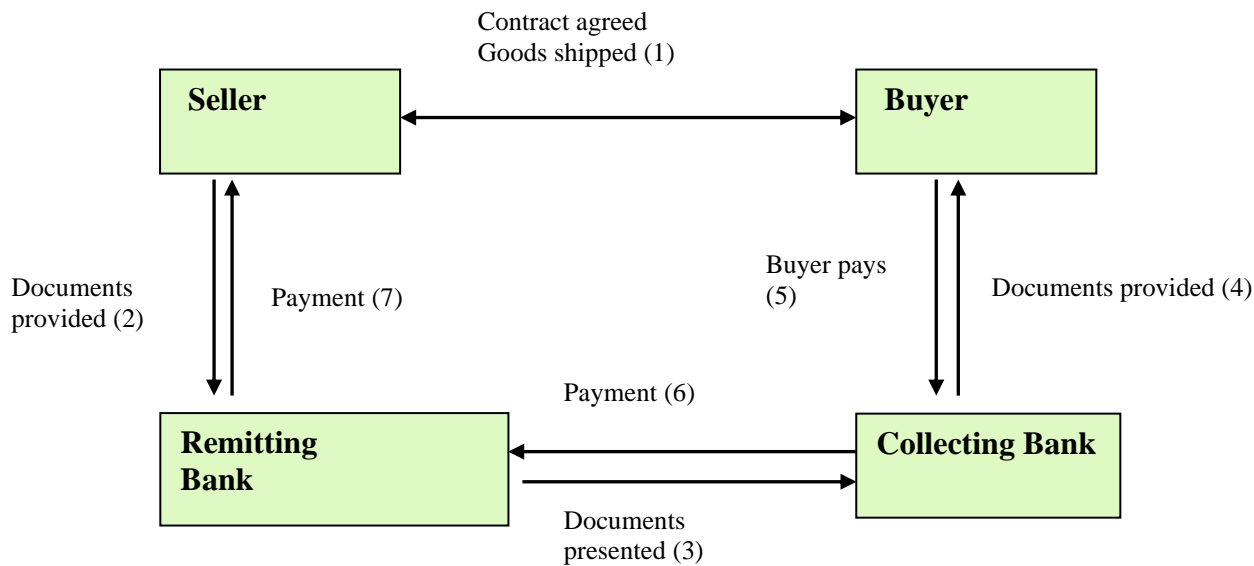 Contract agreed
Goods shipped (1)
Seller
Buyer
Documents
provided (2)
Payment (7)
Buyer pays
(5)
Documents provided (4)
Payment (6)
Remitting
Bank
Collecting Bank
Documents
presented (3)